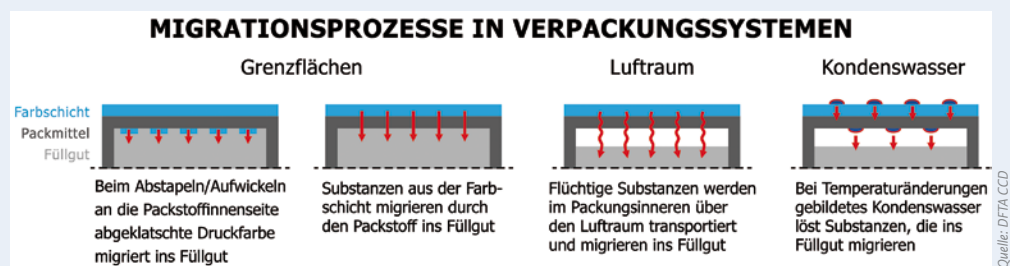 MIGRATIONSPROZESSE IN VERPACKUNGSSYSTEMEN
Grenzflächen
Luftraum
Kondenswasser
Farbschicht
Packmittel
Füllgut
Beim Abstapeln/Aufwickeln
an die Packstoffinnenseite
abgeklatschte Druckfarbe
migriert ins Füllgut
Substanzen aus der Farb-
schicht migrieren durch
den Packstoff ins Füllgut
Flüchtige Substanzen werden
im Packungsinneren über
den Luftraum transportiert
und migrieren ins Füllgut
Bei Temperaturänderungen
gebildetes Kondenswasser
löst Substanzen, die ins
Füllgut migrieren
Quelle: DFTA CCD